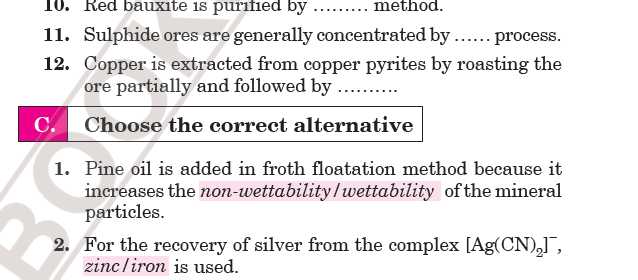 10. Red bauxite is purified by ......... method.
11. Sulphide ores are generally concentrated by ...... process.
12. Copper is extracted from copper pyrites by roasting the
ore partially and followed by ..........
C. Choose the correct alternative
1. Pine oil is added in froth floatation method because it
increases the non-wettability/wettability of the mineral
particles.
2. For the recovery of silver from the complex [Ag(CN)₂]⁻,
zinc/iron is used.
BOOK